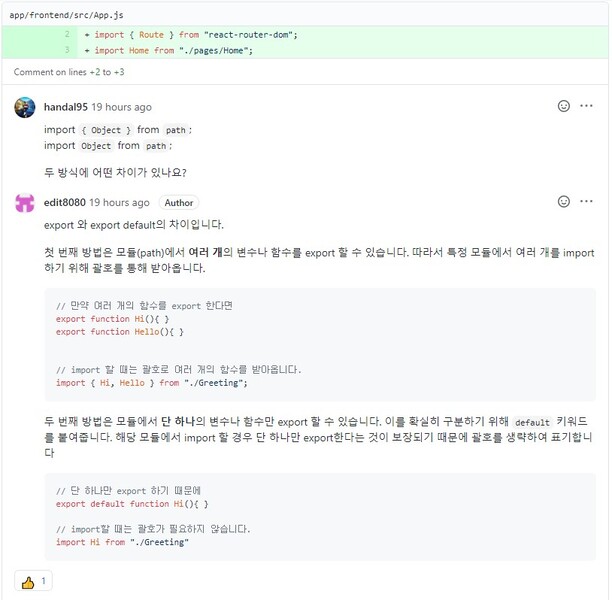 app/frontend/src/App.js
2 + import { Route } from "react-router-dom";
3 + import Home from "./pages/Home";
Comment on lines +2 to +3
handal95 19 hours ago
import { Object } from path ;
import Object from path ;
두 방식에 어떤 차이가 있나요?
edit8080 19 hours ago Author
export 와 export default의 차이입니다.
첫 번째 방법은 모듈(path)에서 여러 개의 변수나 함수를 export 할 수 있습니다. 따라서 특정 모듈에서 여러 개를 import
하기 위해 괄호를 통해 받아옵니다.
// 만약 여러 개의 함수를 export 한다면
export function Hi(){ }
export function Hello(){ }
// import 할 때는 괄호로 여러 개의 함수를 받아옵니다.
import { Hi, Hello } from "./Greeting";
두 번째 방법은 모듈에서 단 하나의 변수나 함수만 export 할 수 있습니다. 이를 확실히 구분하기 위해 default 키워드
를 붙여줍니다. 해당 모듈에서 import 할 경우 단 하나만 export한다는 것이 보장되기 때문에 괄호를 생략하여 표기합니
다
// 단 하나만 export 하기 때문에
export default function Hi(){ }
// import할 때는 괄호가 필요하지 않습니다.
import Hi from "./Greeting"
1